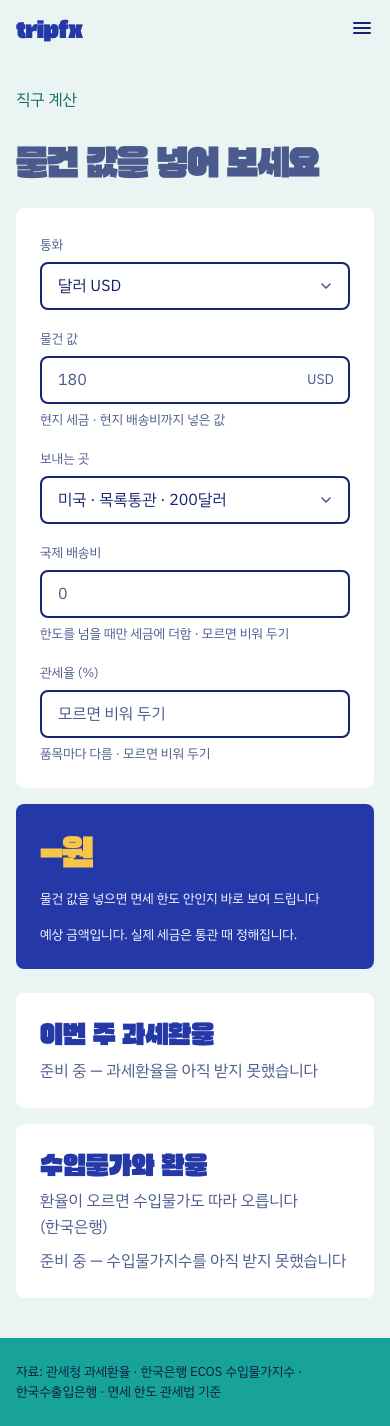 tripfx
직구 계산
물건 값을 넣어 보세요
통화
달러 USD
물건 값
180 USD
현지 세금 · 현지 배송비까지 넣은 값
보내는 곳
미국 · 목록통관 · 200달러
국제 배송비
0
한도를 넘을 때만 세금에 더함 · 모르면 비워 두기
관세율 (%)
모르면 비워 두기
품목마다 다름 · 모르면 비워 두기
—원
물건 값을 넣으면 면세 한도 안인지 바로 보여 드립니다
예상 금액입니다. 실제 세금은 통관 때 정해집니다.
이번 주 과세환율
준비 중 — 과세환율을 아직 받지 못했습니다
수입물가와 환율
환율이 오르면 수입물가도 따라 오릅니다
(한국은행)
준비 중 — 수입물가지수를 아직 받지 못했습니다
자료: 관세청 과세환율 · 한국은행 ECOS 수입물가지수 ·
한국수출입은행 · 면세 한도 관세법 기준